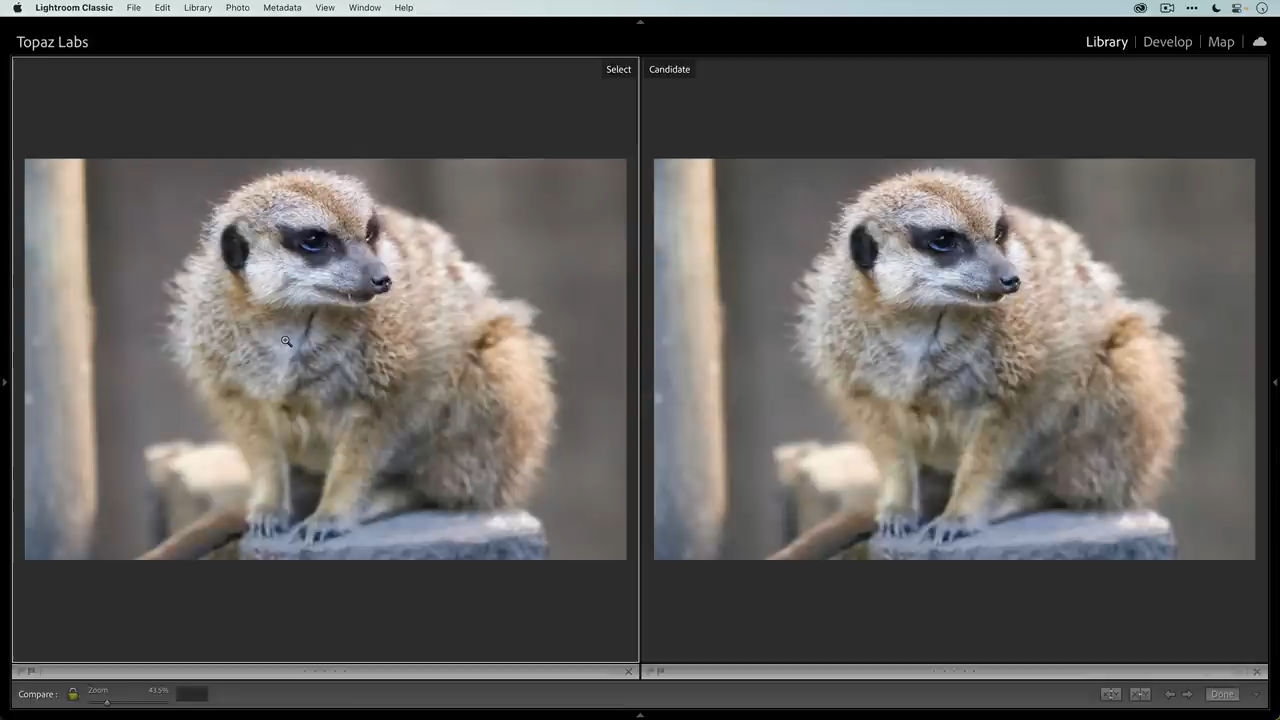 Lightroom Classic File Edit Library Photo Metadata View Window Help
Topaz Labs
Library Develop Map
Select
Candidate
Compare : Zoom 43.5%
Done